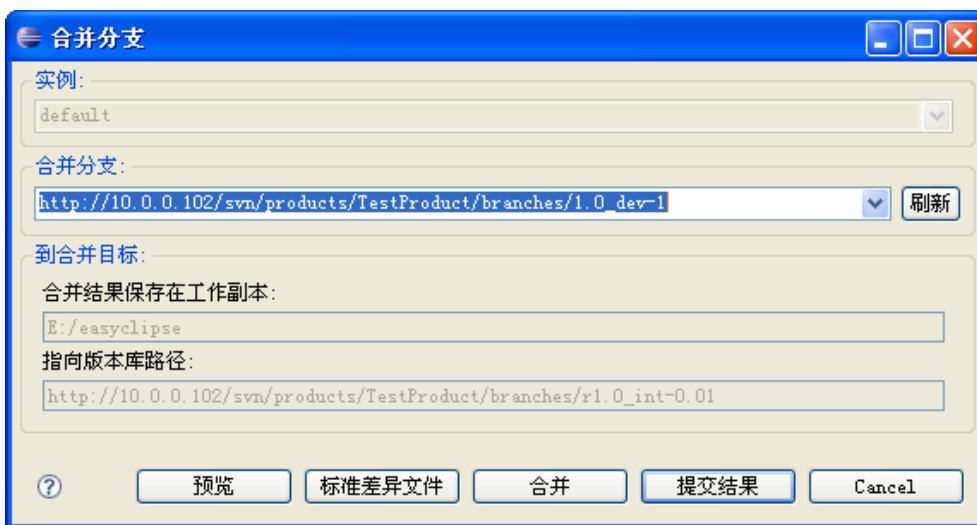 合并分支
实例:
default
合并分支:
http://10.0.0.102/svn/products/TestProduct/branches/1.0_dev-1
刷新
到合并目标:
合并结果保存在工作副本:
E:/easyclipse
指向版本库路径:
http://10.0.0.102/svn/products/TestProduct/branches/r1.0_int-0.01
预览 标准差异文件 合并 提交结果 Cancel